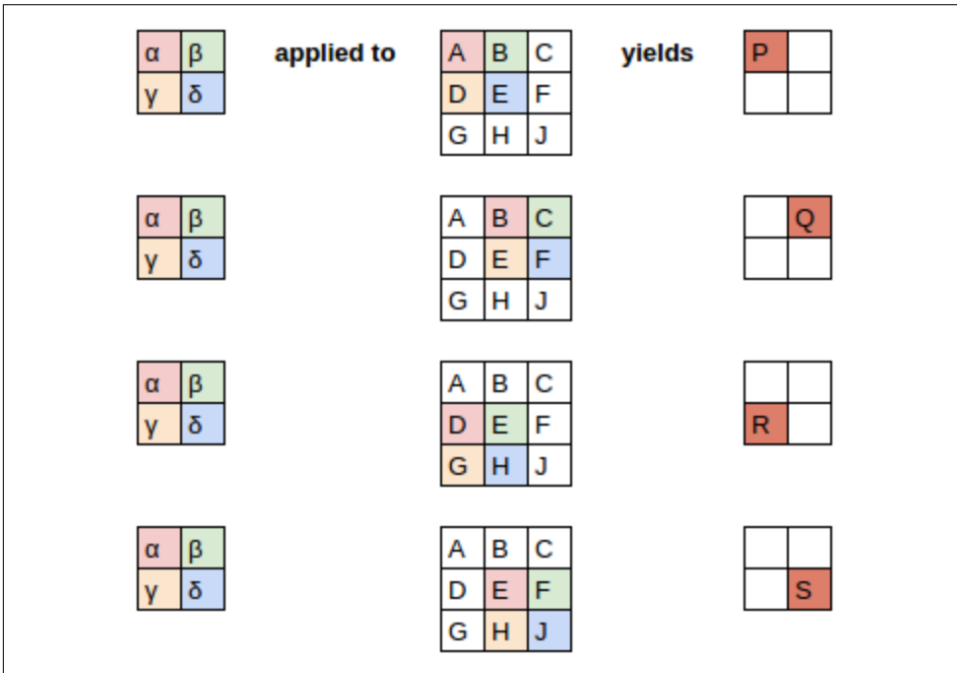 α β applied to A B C yields P
γ δ D E F
G H J
α β A B C Q
γ δ D E F
G H J
α β A B C
γ δ D E F R
G H J
α β A B C
γ δ D E F S
G H J